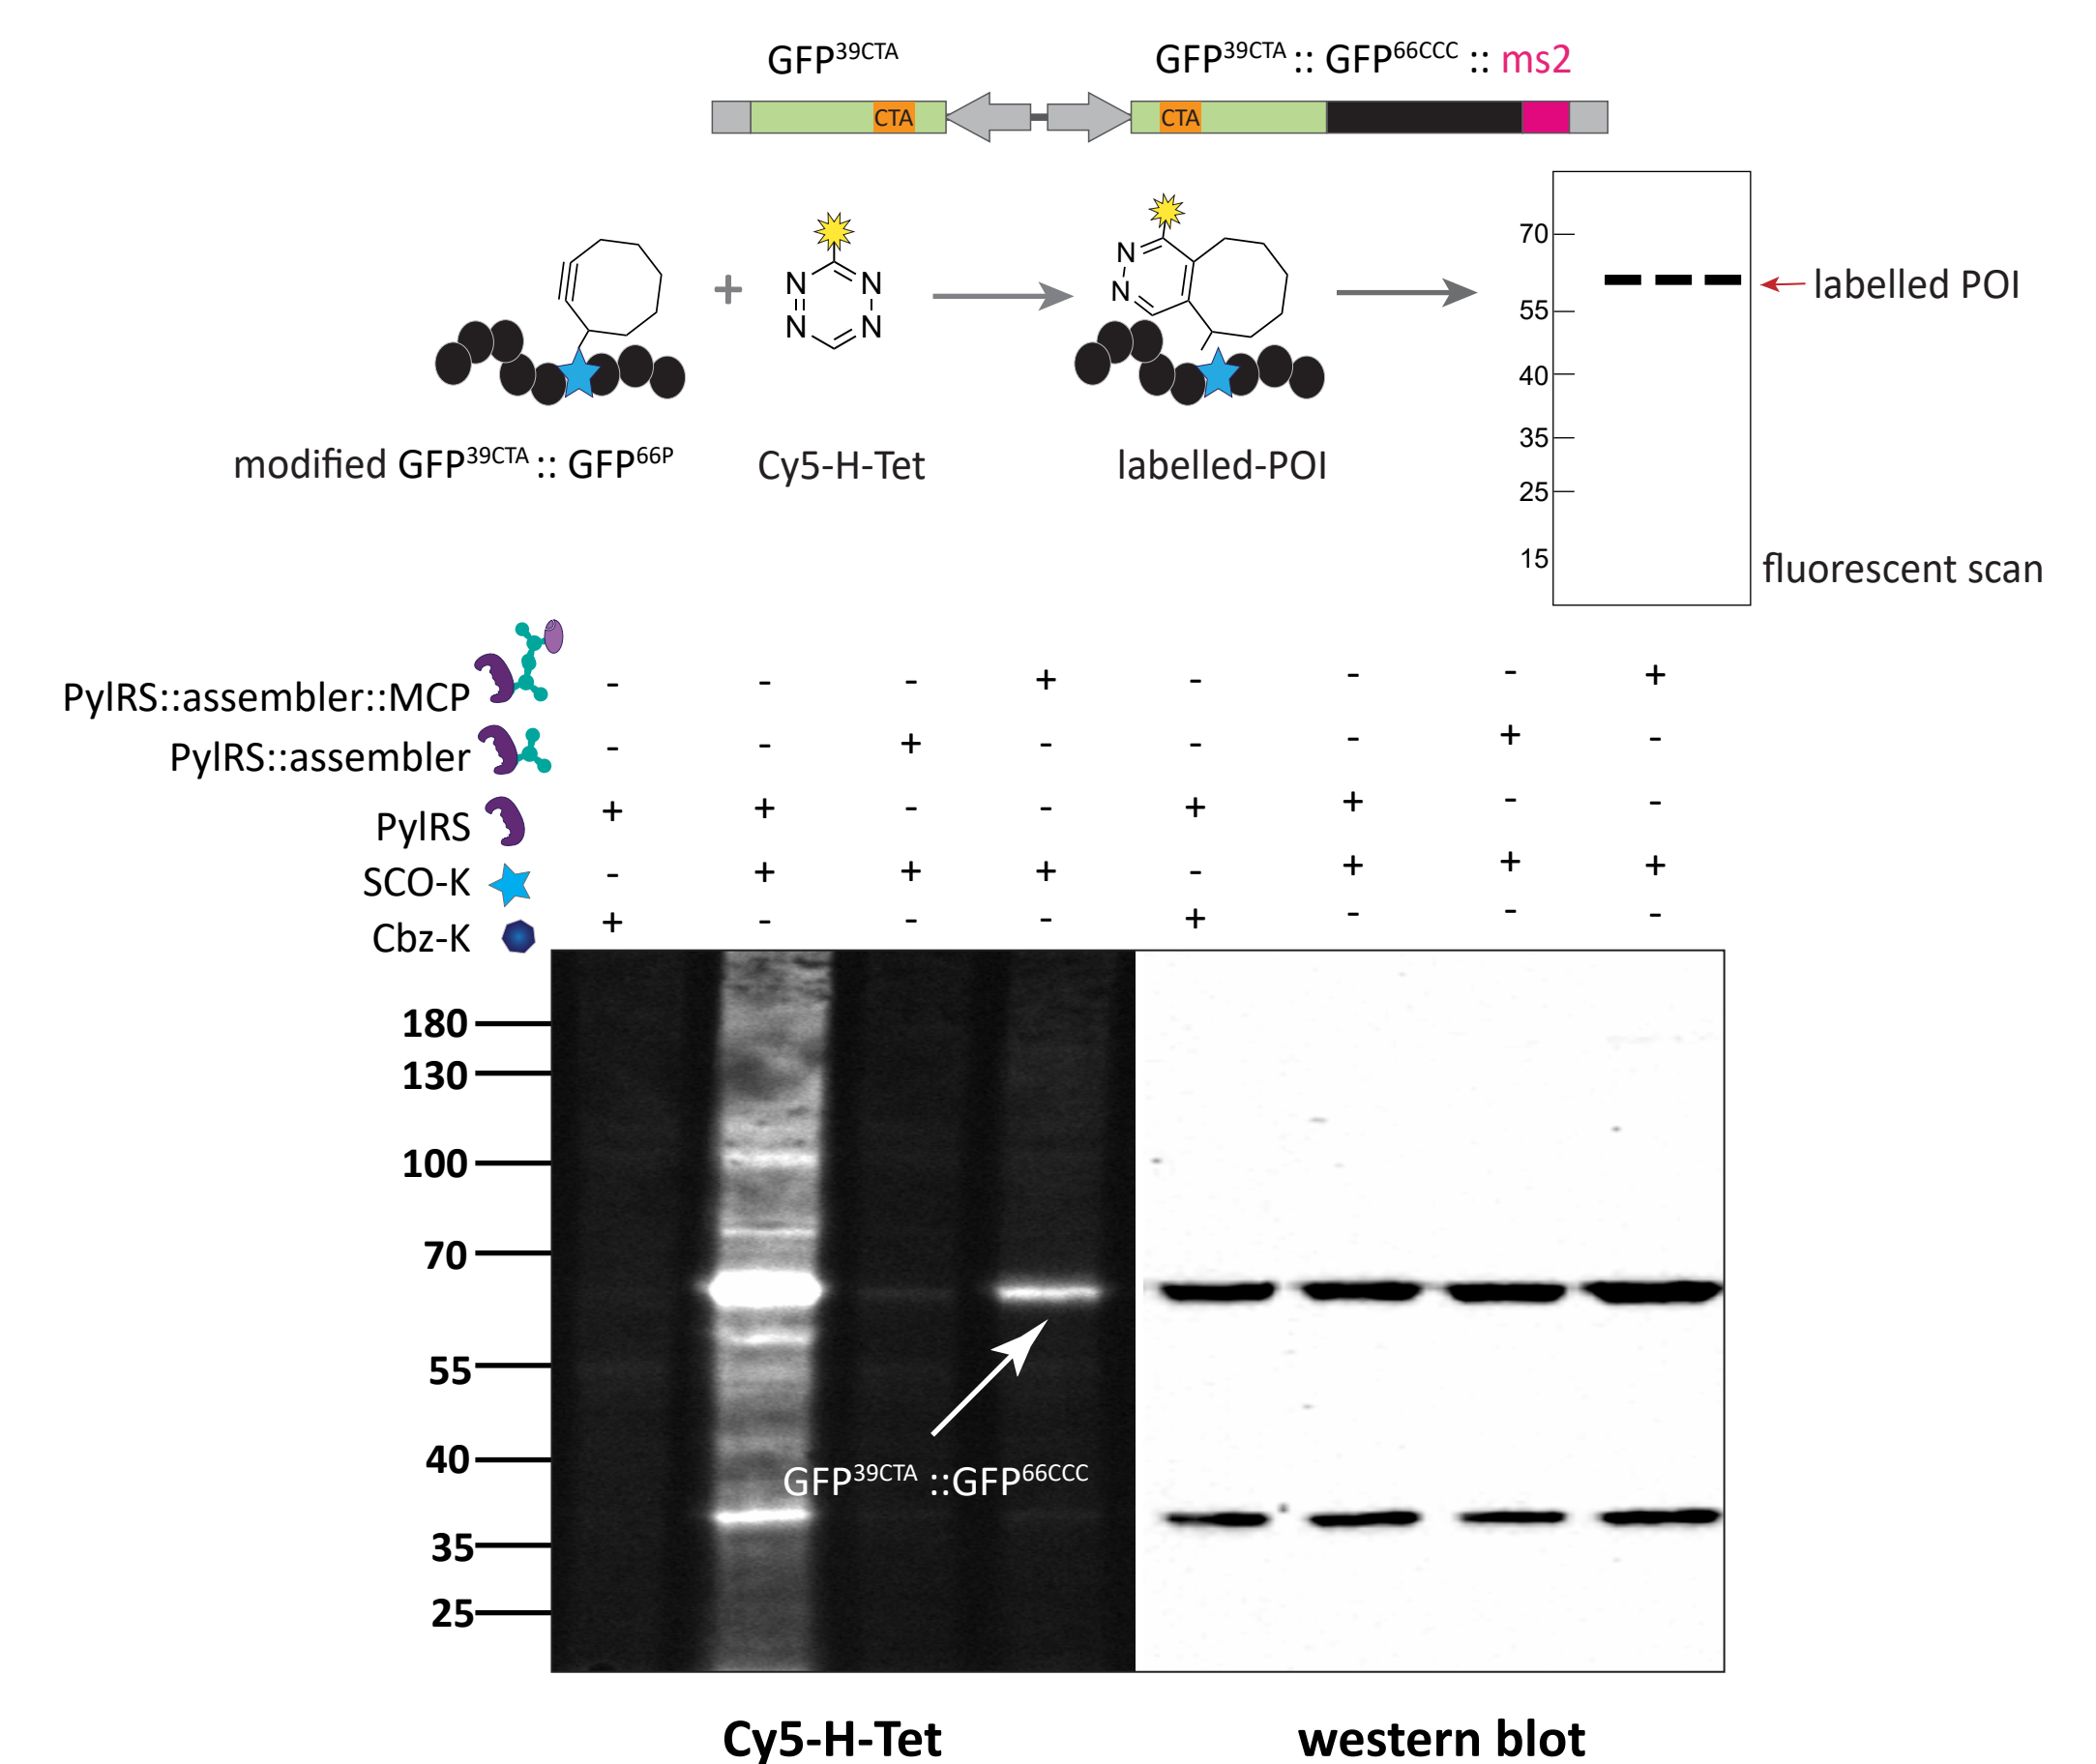 GFP39CTA
GFP39CTA :: GFP66CCC :: ms2
CTA
CTA
N
N
N
N
+
N
N
70
55
40
35
25
15
labelled POI
modified GFP39CTA :: GFP66P
Cy5-H-Tet
labelled-POI
fluorescent scan
PylRS::assembler::MCP - - - + - - - +
PylRS::assembler - - + - - - + -
PylRS + + - - + + - -
SCO-K - + + + - + + +
Cbz-K + - - - + - - -
180
130
100
70
55
40
35
25
GFP39CTA ::GFP66CCC
Cy5-H-Tet
western blot